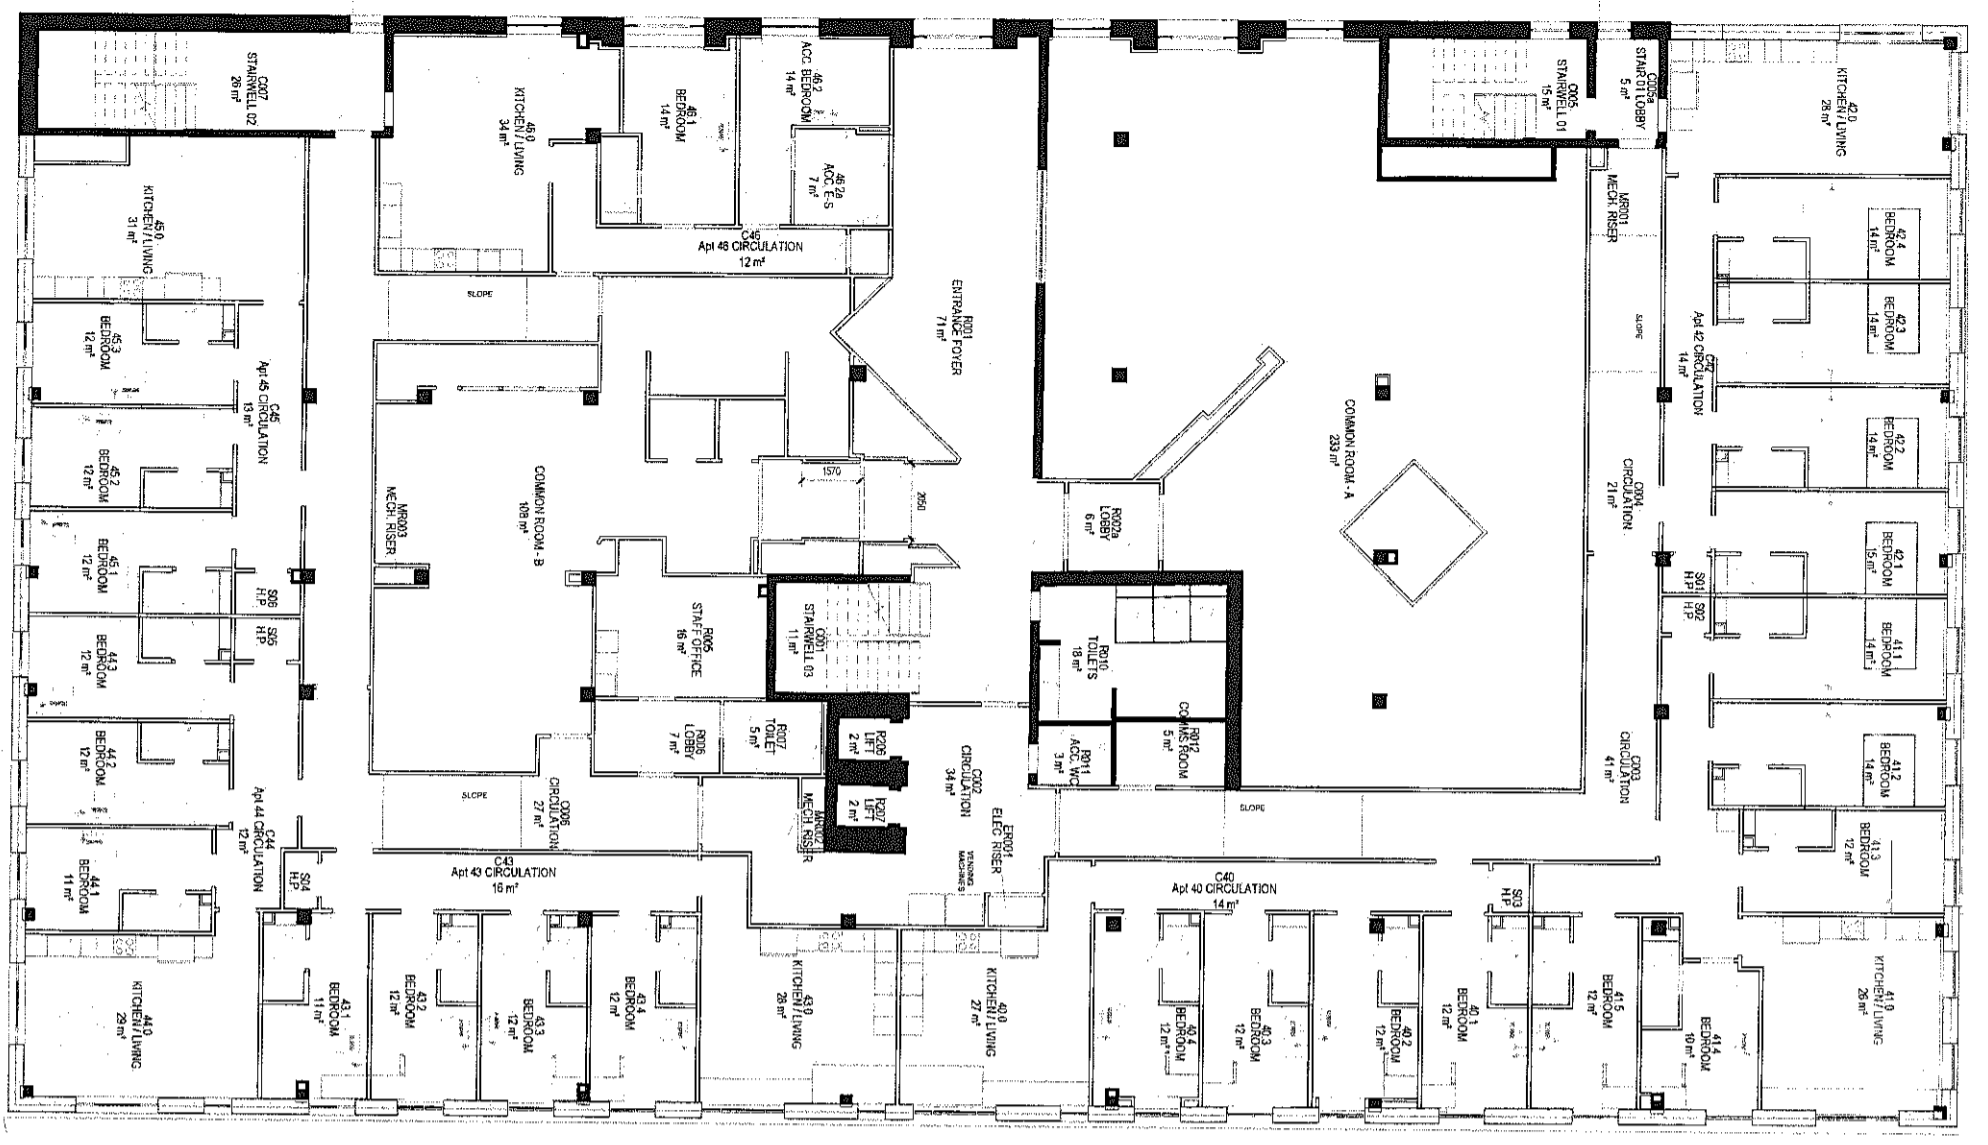 C007
STAIRWELL 02
26 m²
46.0
KITCHEN / LIVING
34 m²
46.1
BEDROOM
14 m²
46.2
ACC. BEDROOM
14 m²
46.2a
ACC. E-S
7 m²
C46
Apt 46 CIRCULATION
12 m²
C005
STAIRWELL 01
15 m²
C005a
STAIR 01 LOBBY
5 m²
42.0
KITCHEN / LIVING
28 m²
MR001
MECH. RISER
42.4
BEDROOM
14 m²
42.3
BEDROOM
14 m²
42.2
BEDROOM
14 m²
42.1
BEDROOM
15 m²
C42
Apt 42 CIRCULATION
14 m²
SLOPE
C004
CIRCULATION
21 m²
S01
H.P
S02
H.P
41.1
BEDROOM
14 m²
41.2
BEDROOM
14 m²
41.3
BEDROOM
12 m²
C003
CIRCULATION
41 m²
45.0
KITCHEN / LIVING
31 m²
45.3
BEDROOM
12 m²
45.2
BEDROOM
12 m²
45.1
BEDROOM
12 m²
C45
Apt 45 CIRCULATION
13 m²
S06
H.P
S05
H.P
44.3
BEDROOM
12 m²
44.2
BEDROOM
12 m²
44.1
BEDROOM
11 m²
C44
Apt 44 CIRCULATION
12 m²
S04
H.P
44.0
KITCHEN / LIVING
29 m²
SLOPE
R001
ENTRANCE FOYER
71 m²
COMMON ROOM - A
233 m²
COMMON ROOM - B
108 m²
MR003
MECH. RISER
1570
2050
R002a
LOBBY
6 m²
R005
STAFF OFFICE
16 m²
C001
STAIRWELL 03
11 m²
R010
TOILETS
18 m²
R012
COMMS ROOM
5 m²
R011
ACC. WC
3 m²
R006
LOBBY
7 m²
R007
TOILET
5 m²
R206
LIFT
2 m²
R207
LIFT
2 m²
C002
CIRCULATION
34 m²
ER001
ELEC RISER
VENDING
MACHINES
MR002
MECH. RISER
C006
CIRCULATION
27 m²
SLOPE
SLOPE
C43
Apt 43 CIRCULATION
16 m²
C40
Apt 40 CIRCULATION
14 m²
S03
H.P
43.1
BEDROOM
11 m²
43.2
BEDROOM
12 m²
43.3
BEDROOM
12 m²
43.4
BEDROOM
12 m²
43.0
KITCHEN / LIVING
28 m²
40.0
KITCHEN / LIVING
27 m²
40.4
BEDROOM
12 m²
40.3
BEDROOM
12 m²
40.2
BEDROOM
12 m²
40.1
BEDROOM
12 m²
41.5
BEDROOM
12 m²
41.4
BEDROOM
10 m²
41.0
KITCHEN / LIVING
26 m²